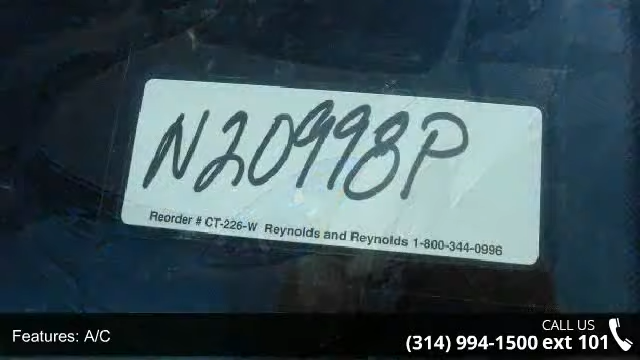 N20998P
Reorder # CT-226-W Reynolds and Reynolds 1-800-344-0996
Features: A/C
CALL US
(314) 994-1500 ext 101